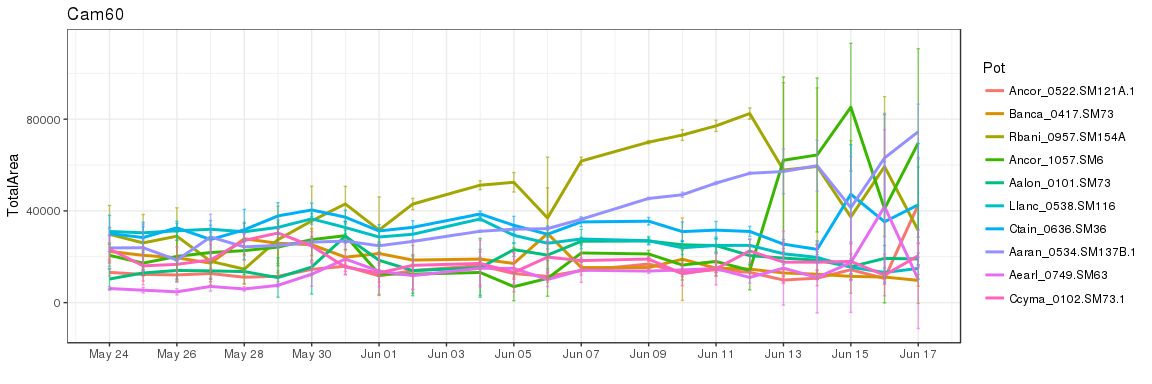 Cam60
TotalArea
80000
40000
0
May 24 May 26 May 28 May 30 Jun 01 Jun 03 Jun 05 Jun 07 Jun 09 Jun 11 Jun 13 Jun 15 Jun 17
Pot
Ancor_0522.SM121A.1
Banca_0417.SM73
Rbani_0957.SM154A
Ancor_1057.SM6
Aalon_0101.SM73
Llanc_0538.SM116
Ctain_0636.SM36
Aaran_0534.SM137B.1
Aearl_0749.SM63
Ccyma_0102.SM73.1